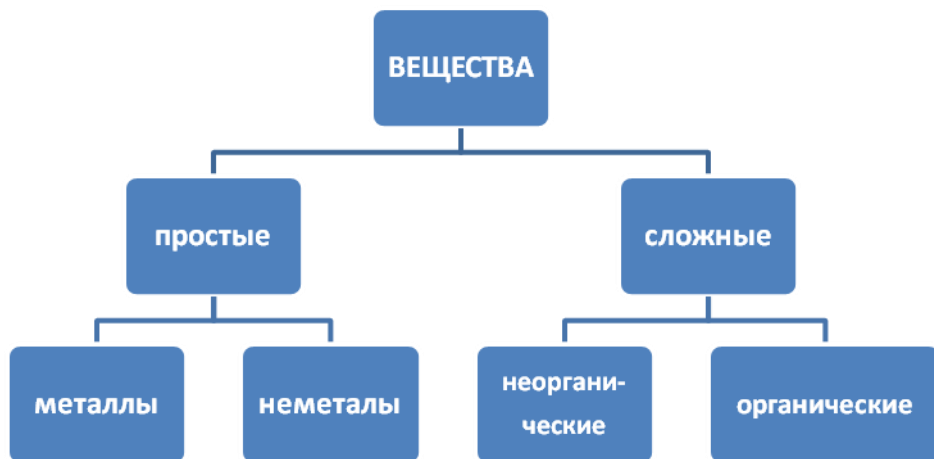 ВЕЩЕСТВА
простые
сложные
металлы
неметалы
неоргани-
ческие
органические